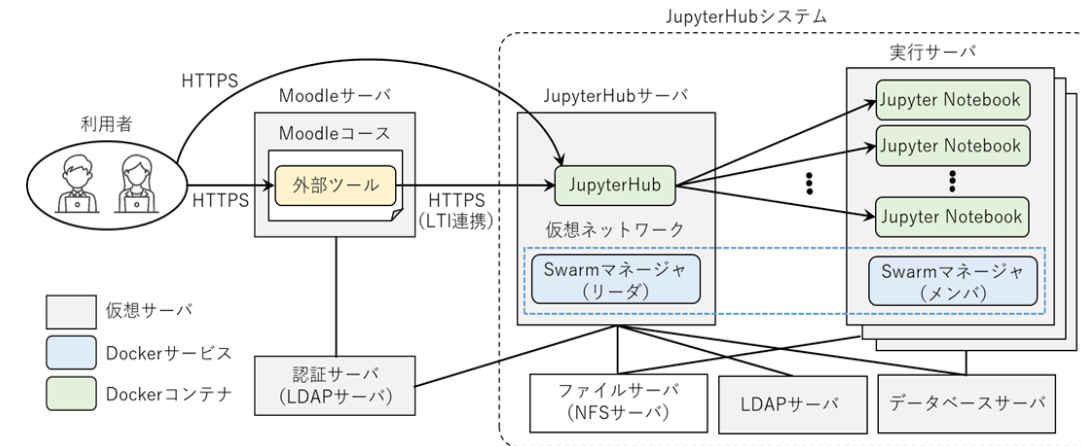 JupyterHubシステム
実行サーバ
HTTPS
Moodleサーバ
JupyterHubサーバ
Jupyter Notebook
利用者
Moodleコース
Jupyter Notebook
外部ツール
JupyterHub
HTTPS
HTTPS
(LTI連携)
Jupyter Notebook
仮想ネットワーク
Swarmマネージャ
(リーダ)
Swarmマネージャ
(メンバ)
仮想サーバ
Dockerサービス
Dockerコンテナ
認証サーバ
(LDAPサーバ)
ファイルサーバ
(NFSサーバ)
LDAPサーバ
データベースサーバ